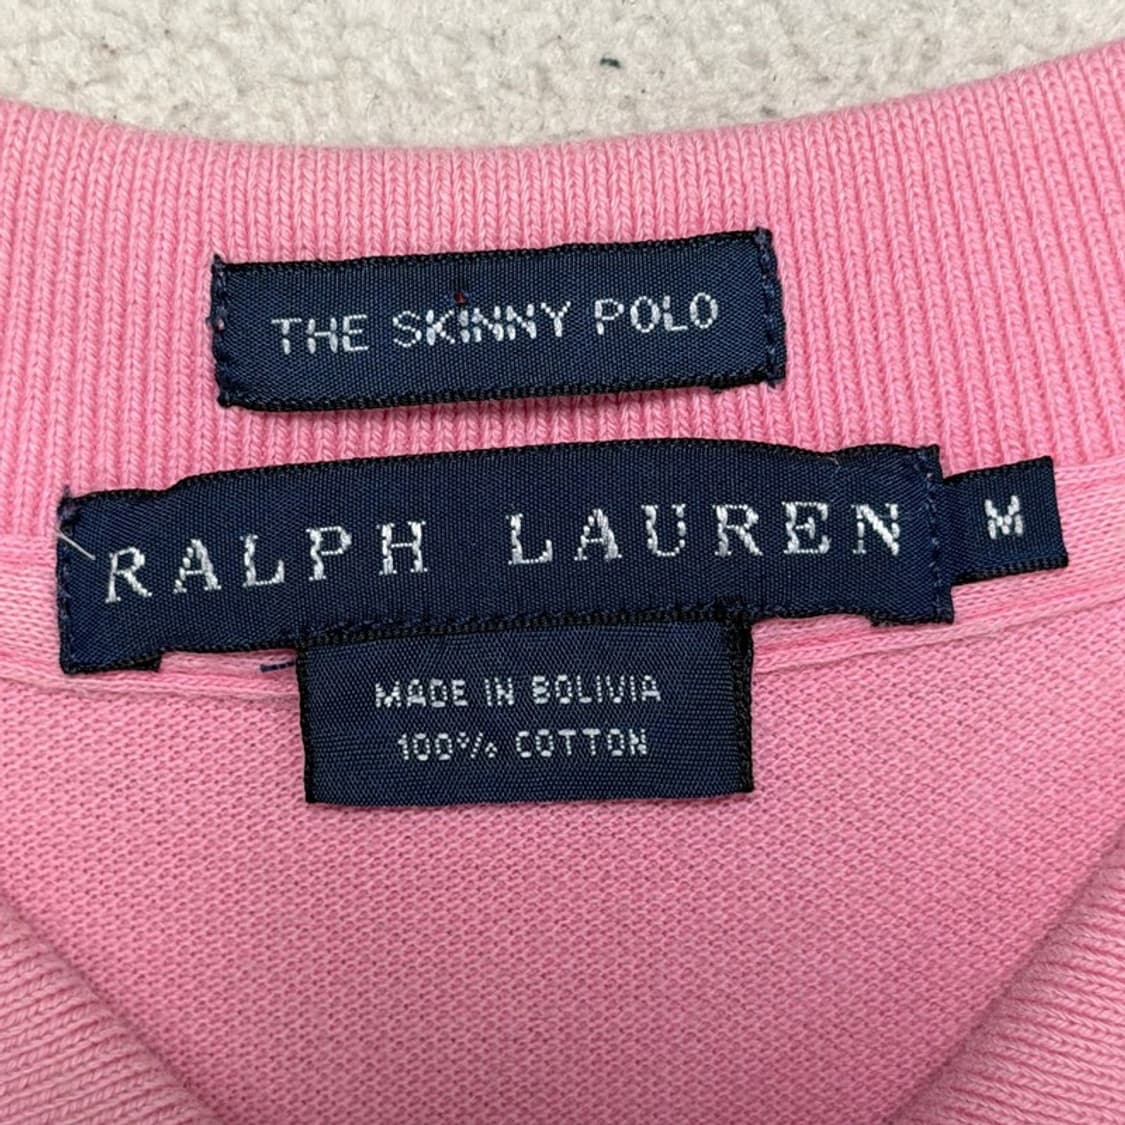 THE SKINNY POLO
RALPH LAUREN M
MADE IN BOLIVIA
100% COTTON